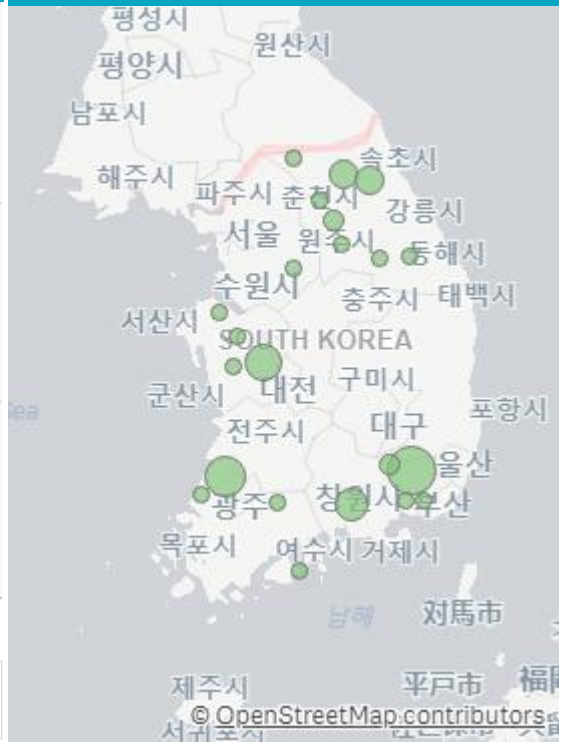 평성시
원산시
평양시
남포시
속초시
해주시
파주시
춘천시
강릉시
서울
원주시
동해시
수원시
충주시
태백시
서산시
SOUTH KOREA
대전
구미시
군산시
포항시
Sea
전주시
대구
울산
창원시
부산
광주
목포시
여수시
거제시
남해
対馬市
제주시
平戸市
福岡
© OpenStreetMap contributors
서귀포시